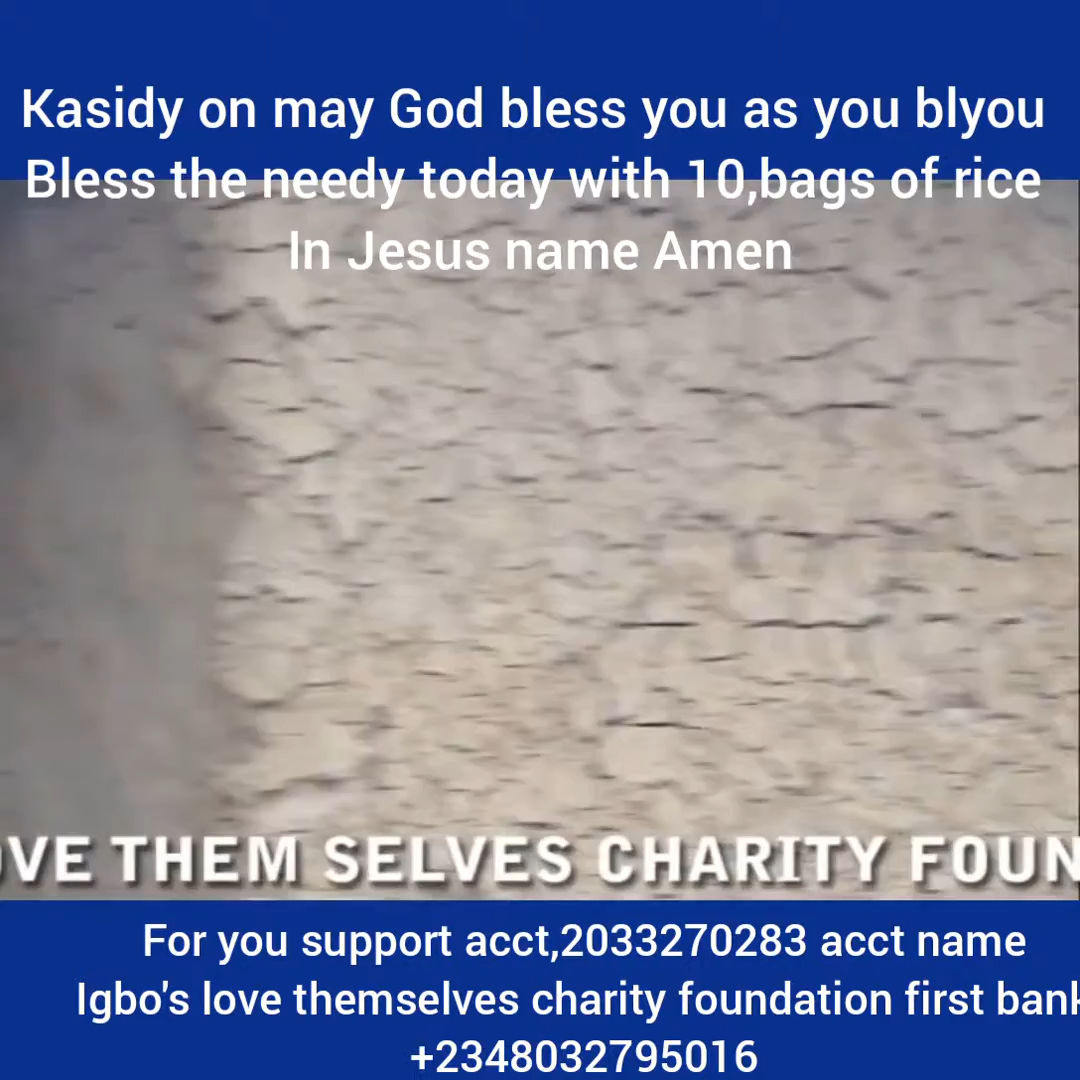 Kasidy on may God bless you as you blyou
Bless the needy today with 10,bags of rice
In Jesus name Amen
OVE THEM SELVES CHARITY FOUN
For you support acct,2033270283 acct name
Igbo's love themselves charity foundation first bank
+2348032795016